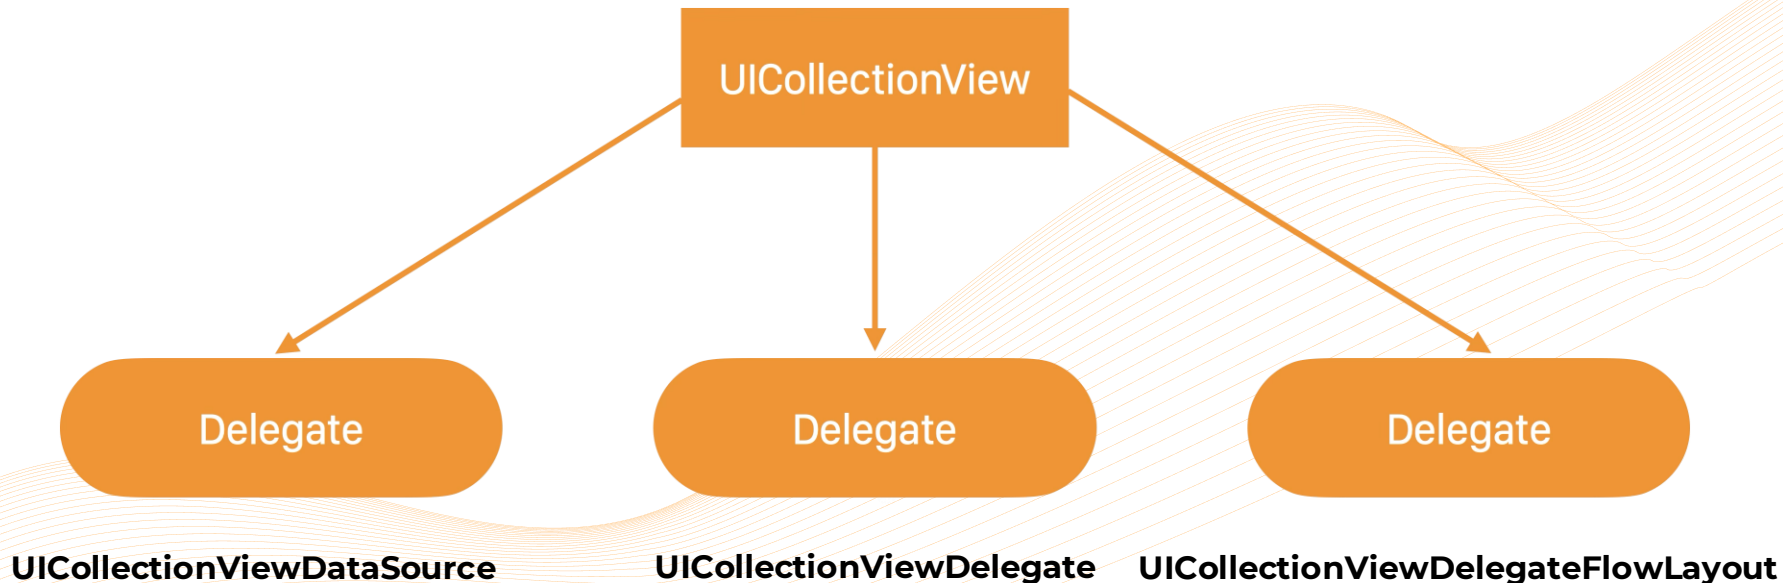 UICollectionView
Delegate
Delegate
Delegate
UICollectionViewDataSource
UICollectionViewDelegate
UICollectionViewDelegateFlowLayout